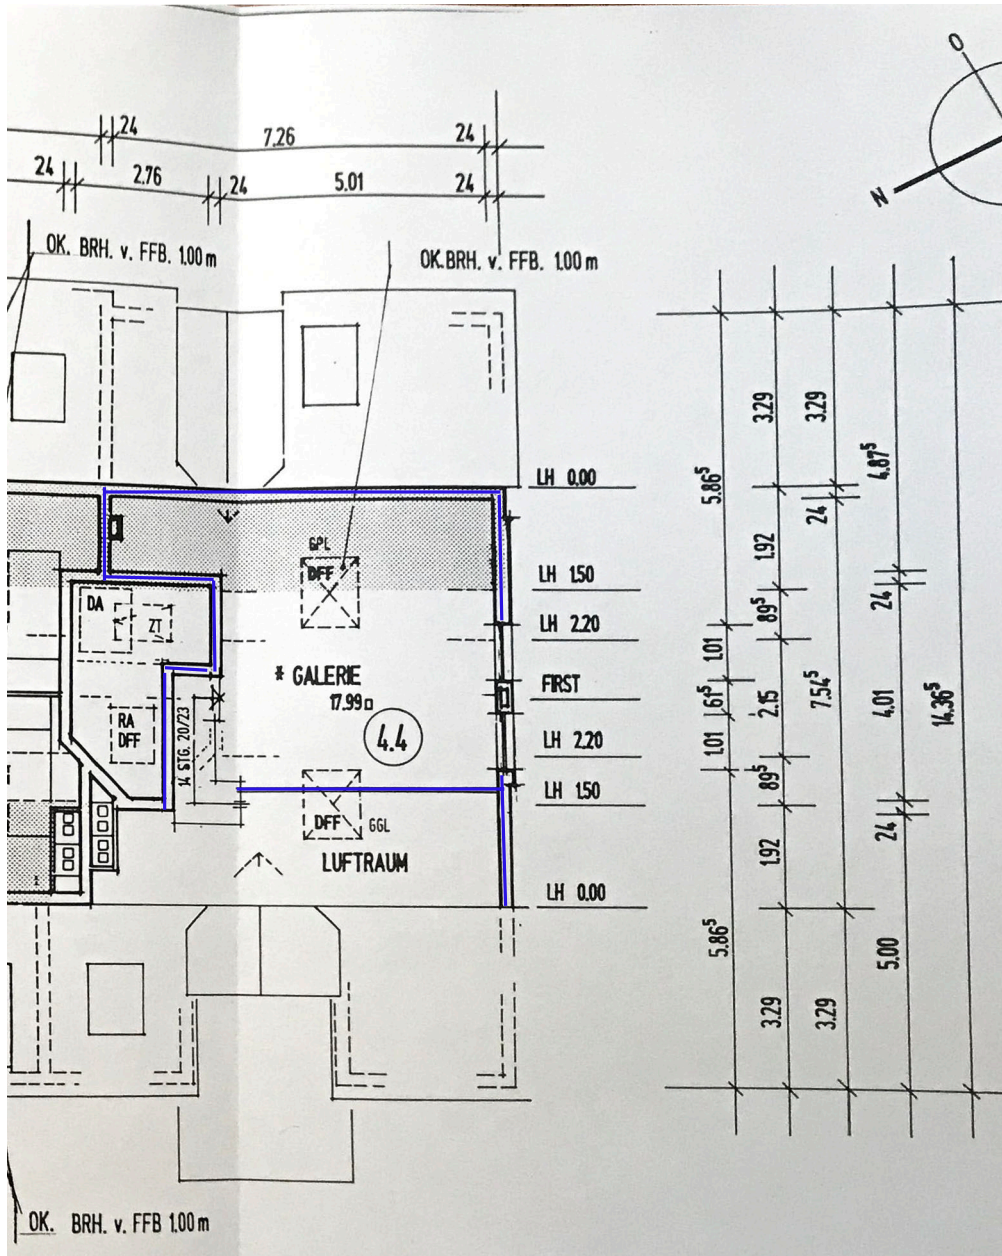 O
N
24 7.26 24
24 2.76 24 5.01 24
OK. BRH. v. FFB. 1.00 m
OK.BRH. v. FFB. 1.00 m
LH 0.00
GPL
DFF
LH 1.50
DA
ZT
LH 2.20
* GALERIE
17.99
FIRST
4.4
RA
DFF
14 STG. 20/23
LH 2.20
LH 1.50
DFF
GGL
LUFTRAUM
LH 0.00
OK. BRH. v. FFB 1.00 m
5.86⁵
1.01
61⁵
1.01
5.86⁵
3.29
1.92
89⁵
2.15
89⁵
1.92
3.29
3.29
24
7.54⁵
3.29
4.87⁵
24
4.01
24
5.00
14.36⁵